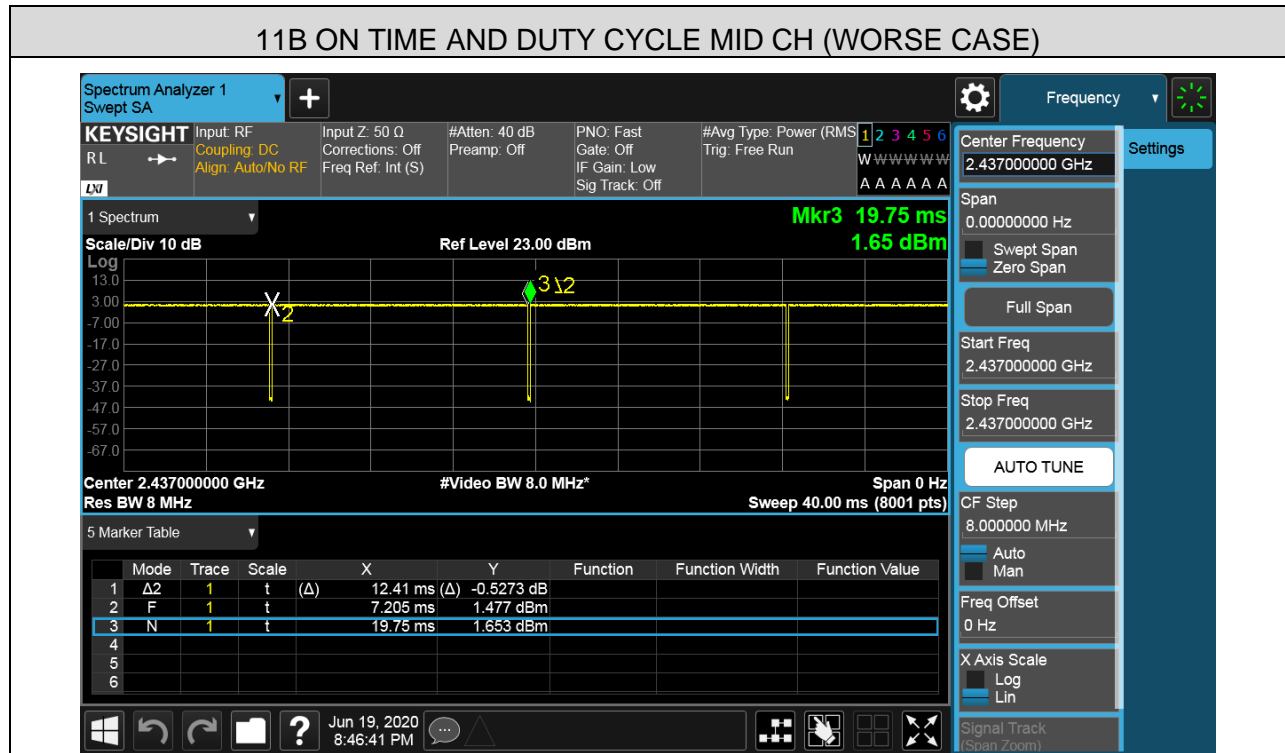 11B ON TIME AND DUTY CYCLE MID CH (WORSE CASE)
Spectrum Analyzer 1
Swept SA
+
Frequency
KEYSIGHT
RL
LXI
Input: RF
Coupling: DC
Align: Auto/No RF
Input Z: 50 Ω
Corrections: Off
Freq Ref: Int (S)
#Atten: 40 dB
Preamp: Off
PNO: Fast
Gate: Off
IF Gain: Low
Sig Track: Off
#Avg Type: Power (RMS
Trig: Free Run
1 2 3 4 5 6
W W W W W W
A A A A A A
1 Spectrum
Mkr3 19.75 ms
Scale/Div 10 dB
Ref Level 23.00 dBm
1.65 dBm
Log
13.0
3.00
-7.00
-17.0
-27.0
-37.0
-47.0
-57.0
-67.0
X2
3Δ2
Center 2.437000000 GHz
#Video BW 8.0 MHz*
Span 0 Hz
Res BW 8 MHz
Sweep 40.00 ms (8001 pts)
5 Marker Table
Mode Trace Scale X Y Function Function Width Function Value
1 Δ2 1 t (Δ) 12.41 ms (Δ) -0.5273 dB
2 F 1 t 7.205 ms 1.477 dBm
3 N 1 t 19.75 ms 1.653 dBm
4
5
6
?
Jun 19, 2020
8:46:41 PM
Center Frequency
2.437000000 GHz
Settings
Span
0.00000000 Hz
Swept Span
Zero Span
Full Span
Start Freq
2.437000000 GHz
Stop Freq
2.437000000 GHz
AUTO TUNE
CF Step
8.000000 MHz
Auto
Man
Freq Offset
0 Hz
X Axis Scale
Log
Lin
Signal Track
(Span Zoom)